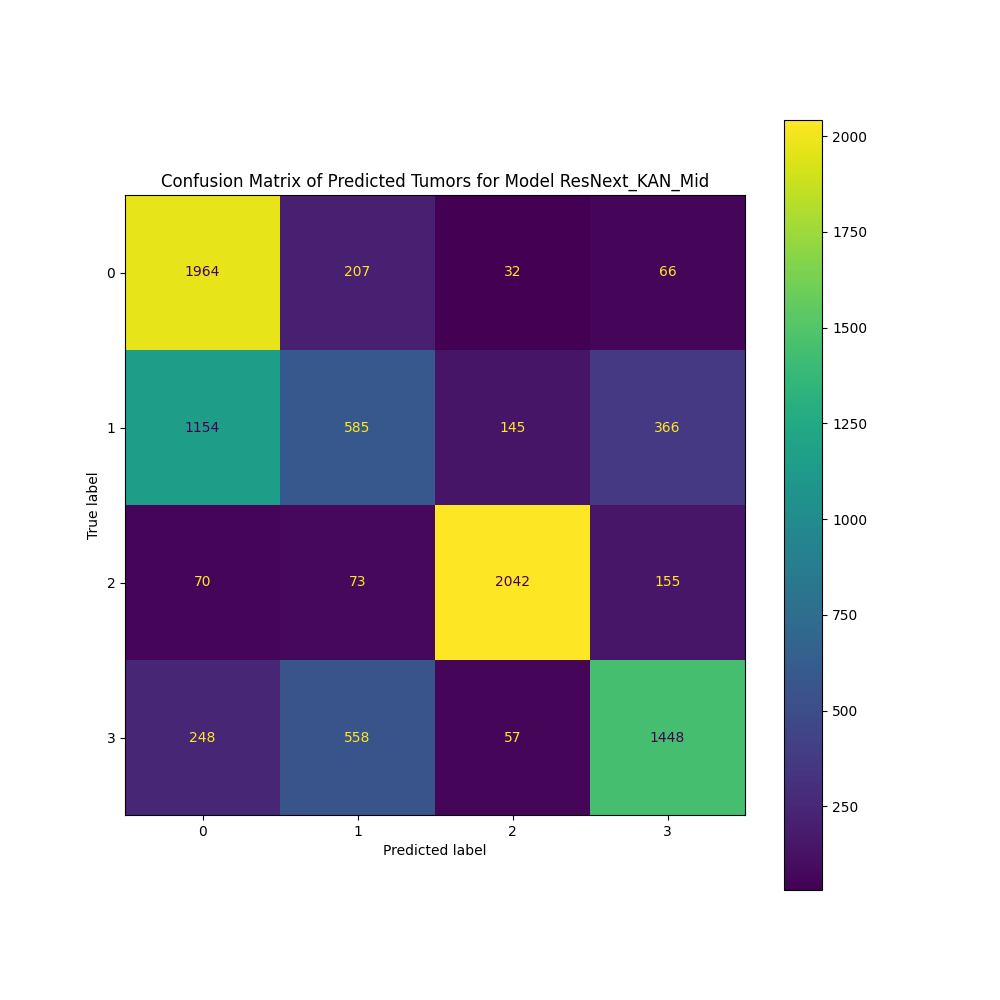 Confusion Matrix of Predicted Tumors for Model ResNext_KAN_Mid
0 1964 207 32 66
1 1154 585 145 366
2 70 73 2042 155
3 248 558 57 1448
0 1 2 3
Predicted label
True label
2000
1750
1500
1250
1000
750
500
250